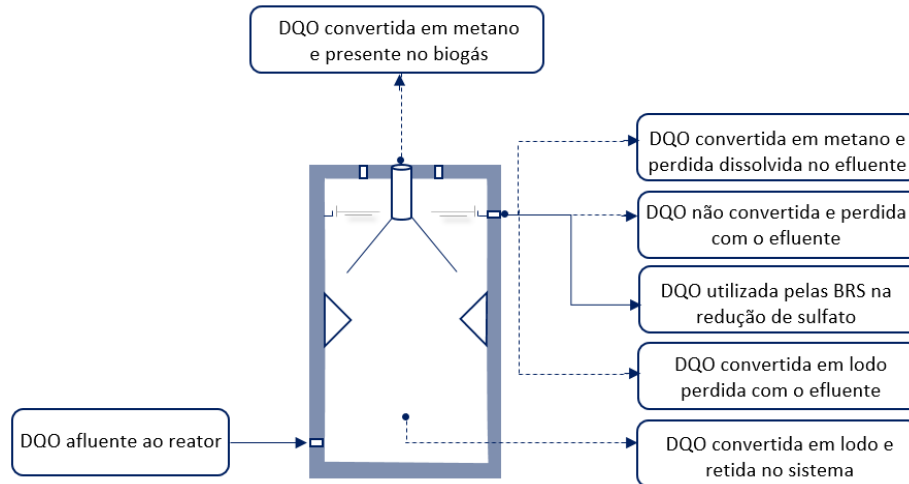 DQO convertida em metano
e presente no biogás
DQO convertida em metano e
perdida dissolvida no efluente
DQO não convertida e perdida
com o efluente
DQO utilizada pelas BRS na
redução de sulfato
DQO convertida em lodo
perdida com o efluente
DQO afluente ao reator
DQO convertida em lodo e
retida no sistema